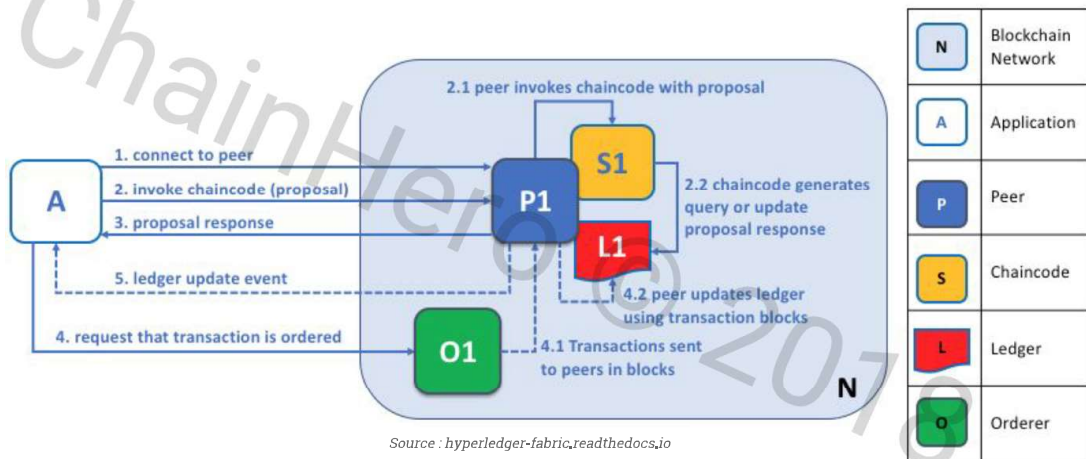 2.1 peer invokes chaincode with proposal
1. connect to peer
2. invoke chaincode (proposal)
3. proposal response
A
P1
S1
L1
2.2 chaincode generates
query or update
proposal response
5. ledger update event
4.2 peer updates ledger
using transaction blocks
4. request that transaction is ordered
O1
4.1 Transactions sent
to peers in blocks
N
Source : hyperledger-fabric.readthedocs.io
N
Blockchain
Network
A
Application
P
Peer
S
Chaincode
L
Ledger
O
Orderer
ChainHero © 2018